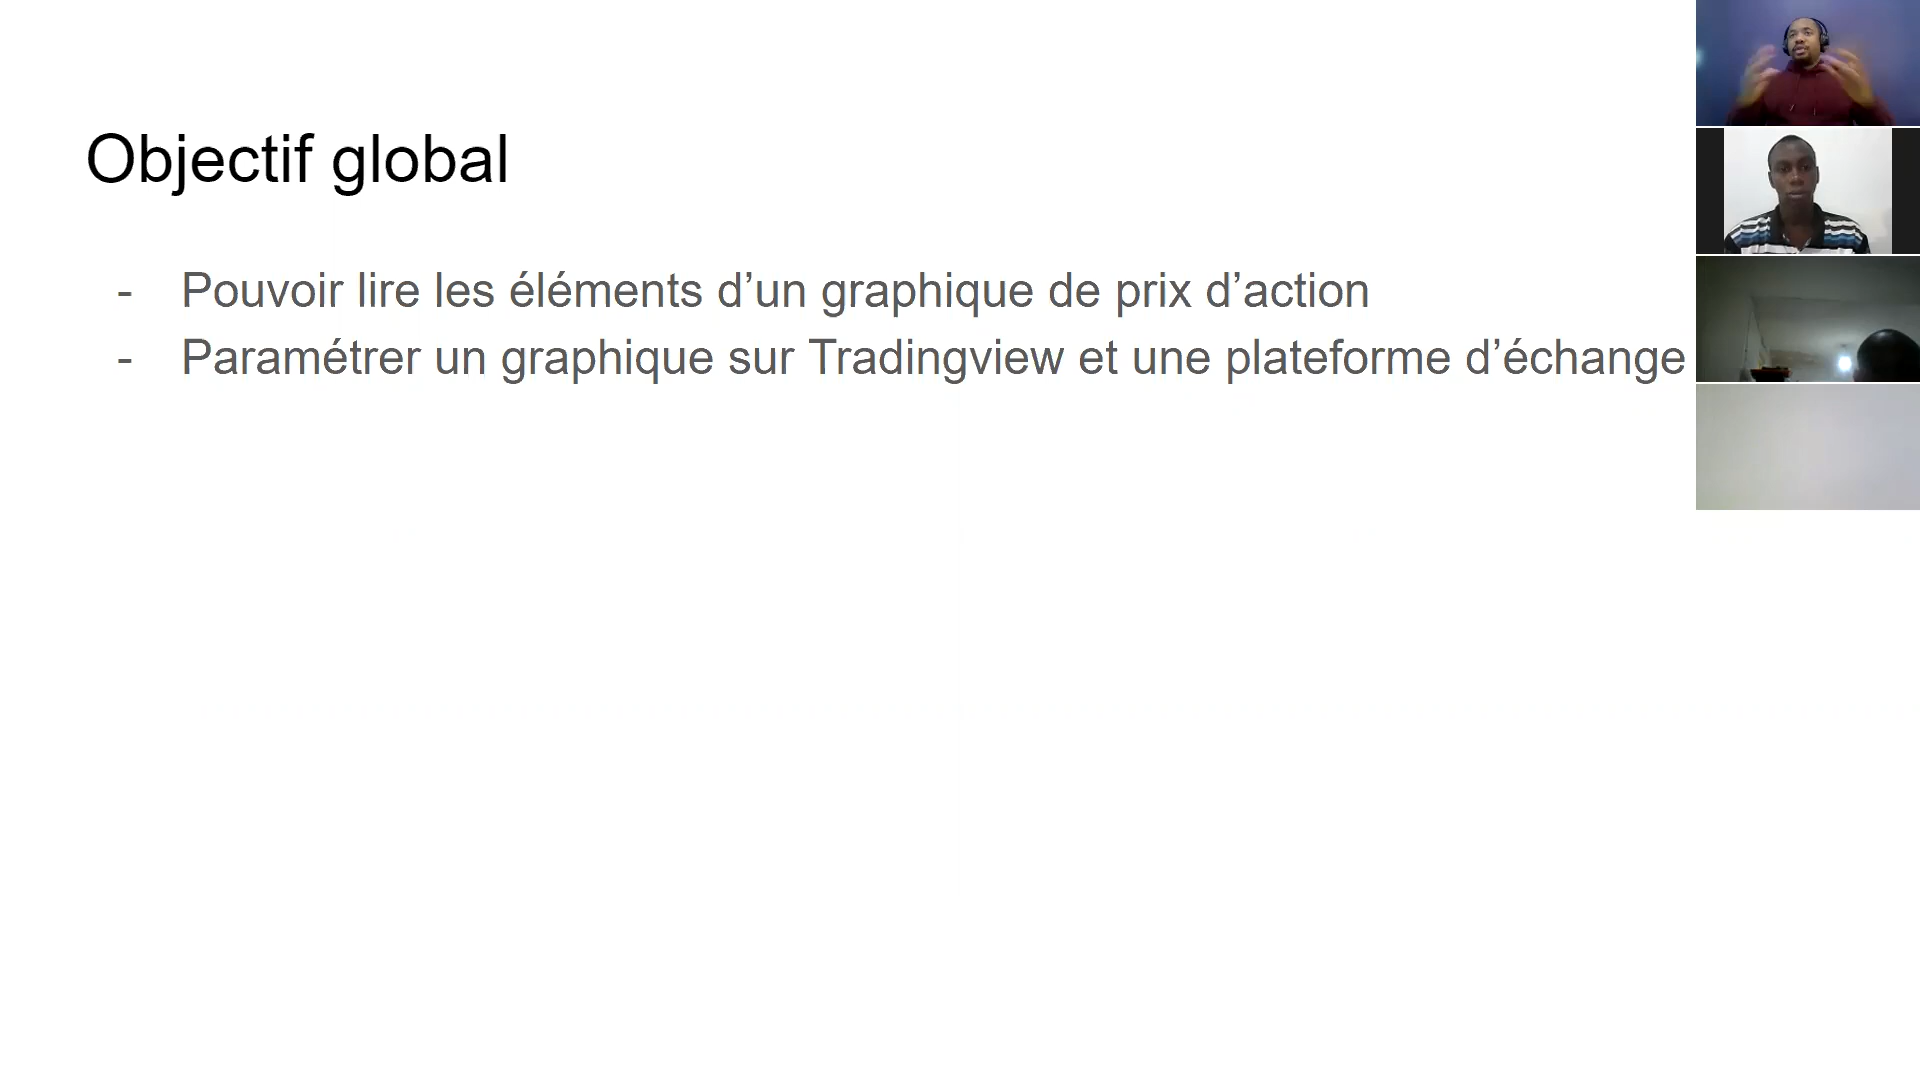 Objectif global
- Pouvoir lire les éléments d’un graphique de prix d’action
- Paramétrer un graphique sur Tradingview et une plateforme d’échange